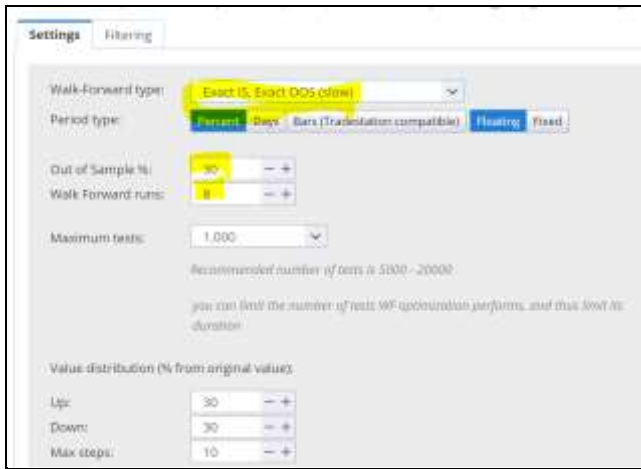 Settings Filtering
Walk-Forward type: Exact IS, Exact OOS (slow)
Period type: Percent Days Bars (Tradestation compatible) Floating Fixed
Out of Sample %: 30 - +
Walk Forward runs: 8 - +
Maximum tests: 1,000
Recommended number of tests is 5000 - 20000
you can limit the number of tests WF optimization performs, and thus limit its
duration
Value distribution (% from original value):
Up: 30 - +
Down: 30 - +
Max steps: 10 - +